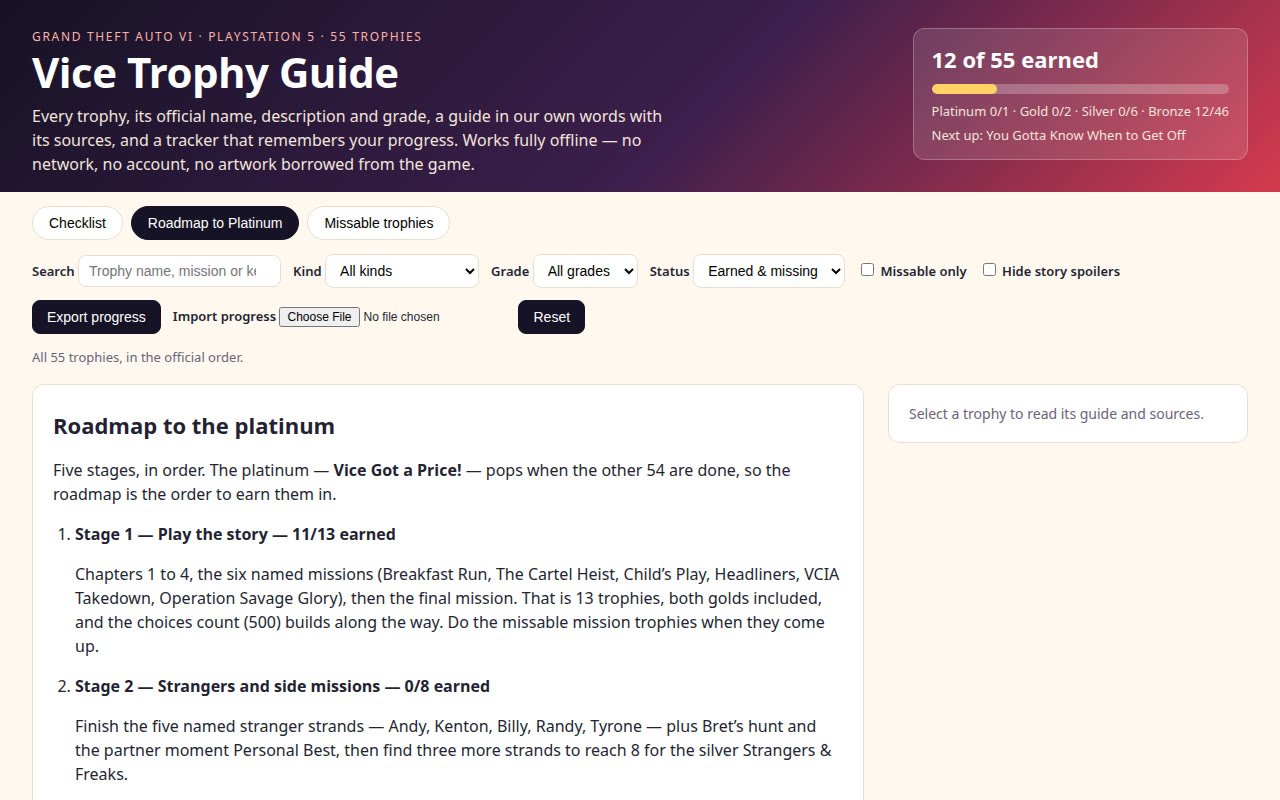 GRAND THEFT AUTO VI · PLAYSTATION 5 · 55 TROPHIES
Vice Trophy Guide
Every trophy, its official name, description and grade, a guide in our own words with
its sources, and a tracker that remembers your progress. Works fully offline — no
network, no account, no artwork borrowed from the game.
12 of 55 earned
Platinum 0/1 · Gold 0/2 · Silver 0/6 · Bronze 12/46
Next up: You Gotta Know When to Get Off
Checklist
Roadmap to Platinum
Missable trophies
Search
Trophy name, mission or
Kind
All kinds
Grade
All grades
Status
Earned & missing
Missable only
Hide story spoilers
Export progress
Import progress
Choose File
No file chosen
Reset
All 55 trophies, in the official order.
Roadmap to the platinum
Five stages, in order. The platinum — Vice Got a Price! — pops when the other 54 are done, so the
roadmap is the order to earn them in.
1. Stage 1 — Play the story — 11/13 earned
Chapters 1 to 4, the six named missions (Breakfast Run, The Cartel Heist, Child’s Play, Headliners, VCIA
Takedown, Operation Savage Glory), then the final mission. That is 13 trophies, both golds included,
and the choices count (500) builds along the way. Do the missable mission trophies when they come
up.
2. Stage 2 — Strangers and side missions — 0/8 earned
Finish the five named stranger strands — Andy, Kenton, Billy, Randy, Tyrone — plus Bret’s hunt and
the partner moment Personal Best, then find three more strands to reach 8 for the silver Strangers &
Freaks.
Select a trophy to read its guide and sources.